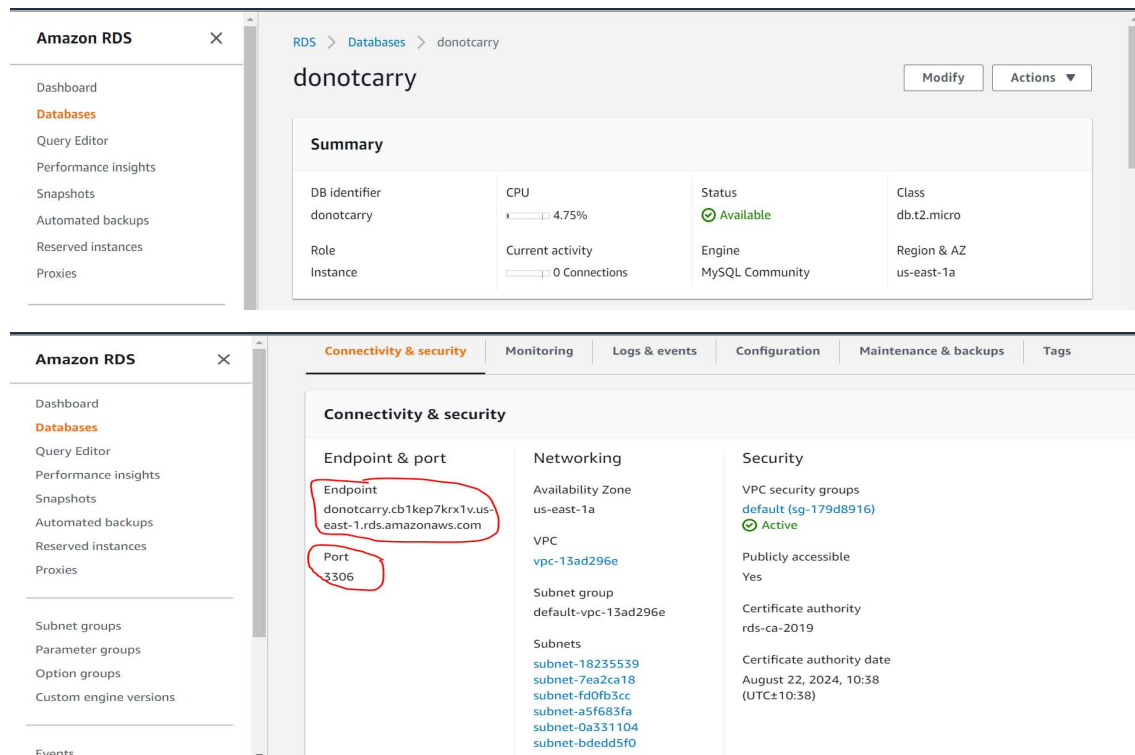 Amazon RDS
Dashboard
Databases
Query Editor
Performance insights
Snapshots
Automated backups
Reserved instances
Proxies
RDS > Databases > donotcarry
donotcarry
Modify
Actions
Summary
DB identifier
donotcarry
CPU
4.75%
Status
Available
Class
db.t2.micro
Role
Instance
Current activity
0 Connections
Engine
MySQL Community
Region & AZ
us-east-1a
Amazon RDS
Dashboard
Databases
Query Editor
Performance insights
Snapshots
Automated backups
Reserved instances
Proxies
Subnet groups
Parameter groups
Option groups
Custom engine versions
Events
Connectivity & security
Monitoring
Logs & events
Configuration
Maintenance & backups
Tags
Connectivity & security
Endpoint & port
Endpoint
donotcarry.cb1kep7krx1v.us-
east-1.rds.amazonaws.com
Port
3306
Networking
Availability Zone
us-east-1a
VPC
vpc-13ad296e
Subnet group
default-vpc-13ad296e
Subnets
subnet-18235539
subnet-7ea2ca18
subnet-fd0fb3cc
subnet-a5f683fa
subnet-0a331104
subnet-bdedd5f0
Security
VPC security groups
default (sg-179d8916)
Active
Publicly accessible
Yes
Certificate authority
rds-ca-2019
Certificate authority date
August 22, 2024, 10:38
(UTC±10:38)